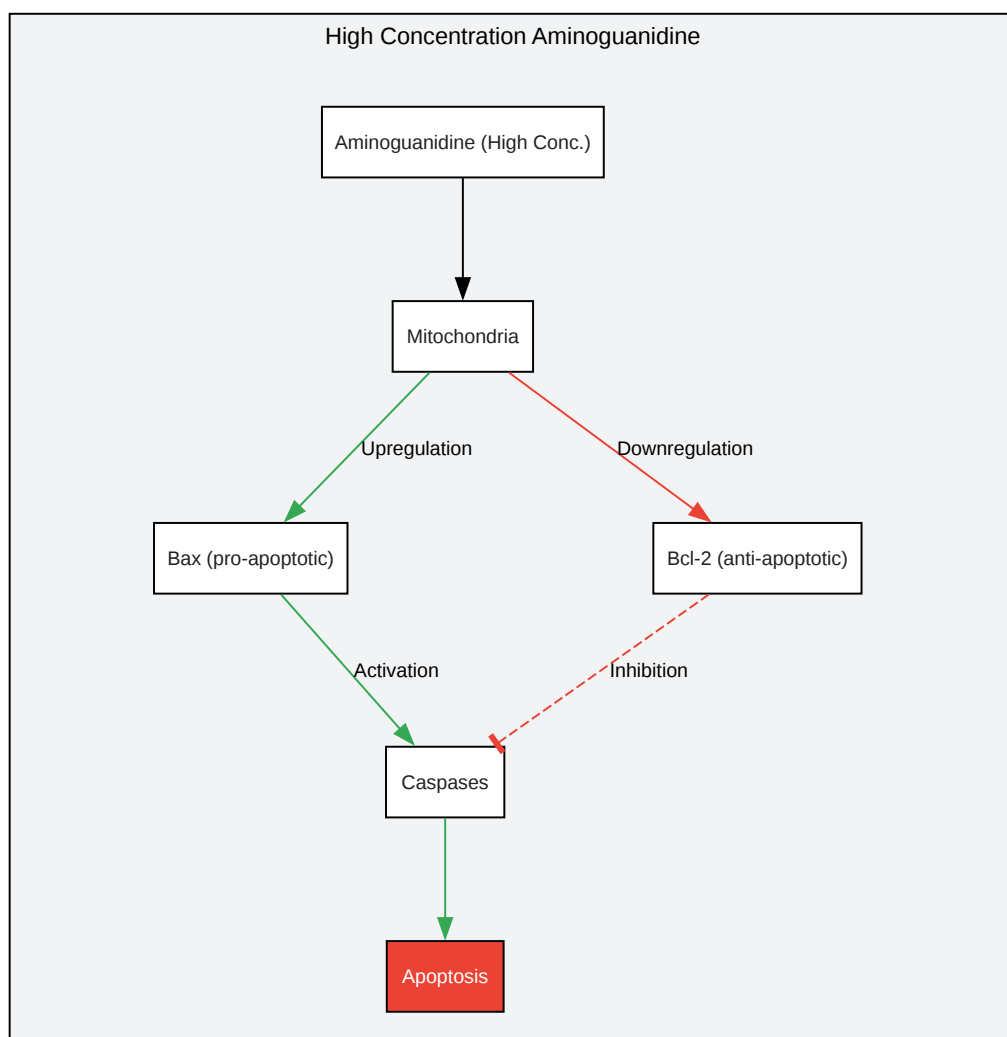 High Concentration Aminoguanidine
Aminoguanidine (High Conc.)
Mitochondria
Upregulation
Downregulation
Bax (pro-apoptotic)
Bcl-2 (anti-apoptotic)
Activation
Inhibition
Caspases
Apoptosis